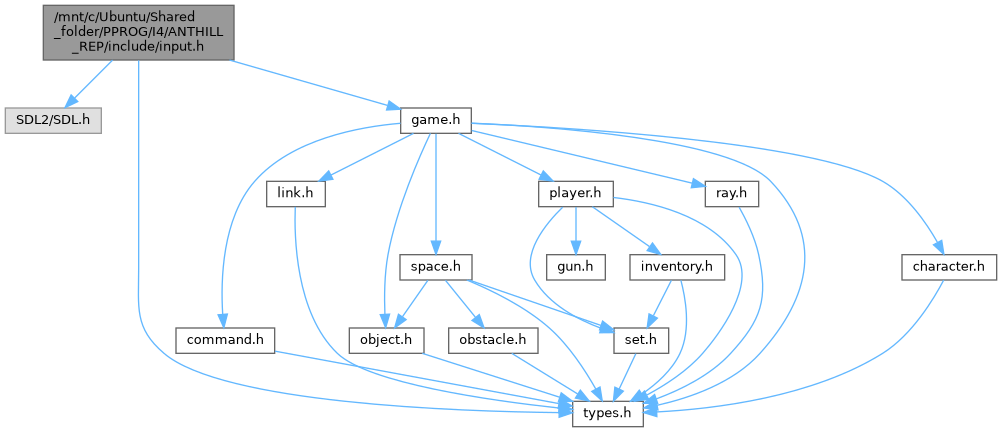 /mnt/c/Ubuntu/Shared
_folder/PPROG/I4/ANTHILL
_REP/include/input.h
SDL2/SDL.h
game.h
link.h
player.h
ray.h
space.h
gun.h
inventory.h
character.h
command.h
object.h
obstacle.h
set.h
types.h